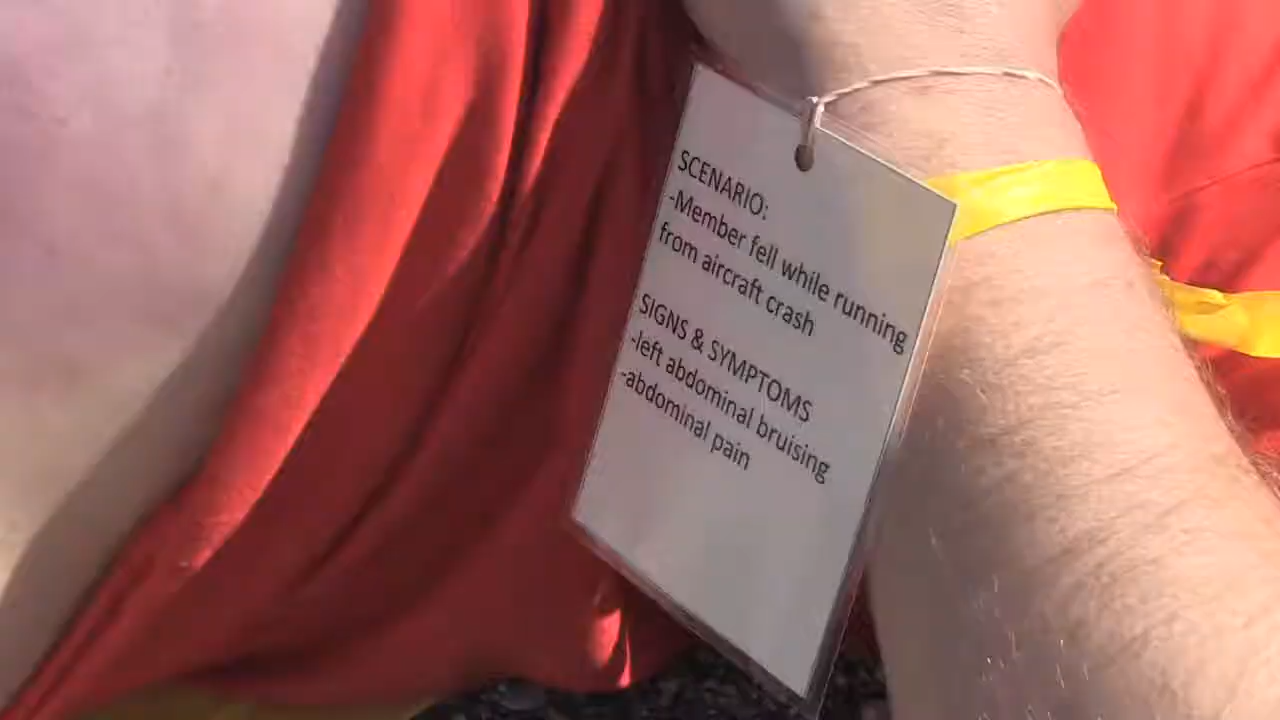 SCENARIO:
-Member fell while running
from aircraft crash
SIGNS & SYMPTOMS
-left abdominal bruising
-abdominal pain